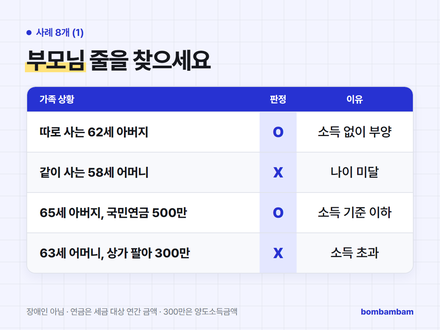 사례 8개 (1)
부모님 줄을 찾으세요
가족 상황 판정 이유
따로 사는 62세 아버지 O 소득 없이 부양
같이 사는 58세 어머니 X 나이 미달
65세 아버지, 국민연금 500만 O 소득 기준 이하
63세 어머니, 상가 팔아 300만 X 소득 초과
장애인 아님 · 연금은 세금 대상 연간 금액 · 300만은 양도소득금액
bombambam